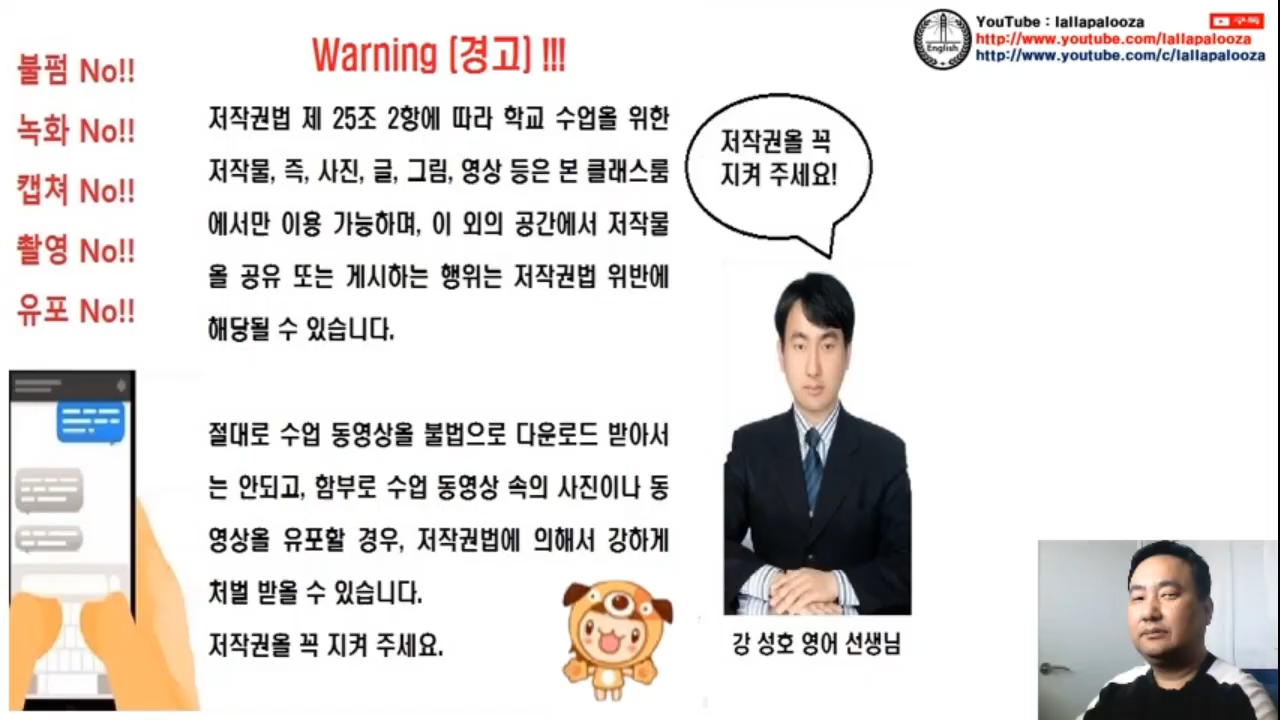 불펌 No!!
녹화 No!!
캡쳐 No!!
촬영 No!!
유포 No!!
Warning (경고) !!!
저작권법 제 25조 2항에 따라 학교 수업을 위한
저작물, 즉, 사진, 글, 그림, 영상 등은 본 클래스룸
에서만 이용 가능하며, 이 외의 공간에서 저작물
을 공유 또는 게시하는 행위는 저작권법 위반에
해당될 수 있습니다.
절대로 수업 동영상을 불법으로 다운로드 받아서
는 안되고, 함부로 수업 동영상 속의 사진이나 동
영상을 유포할 경우, 저작권법에 의해서 강하게
처벌 받을 수 있습니다.
저작권을 꼭 지켜 주세요.
저작권을 꼭
지켜 주세요!
강 성호 영어 선생님
English
YouTube : lallapalooza
구독
http://www.youtube.com/lallapalooza
http://www.youtube.com/c/lallapalooza